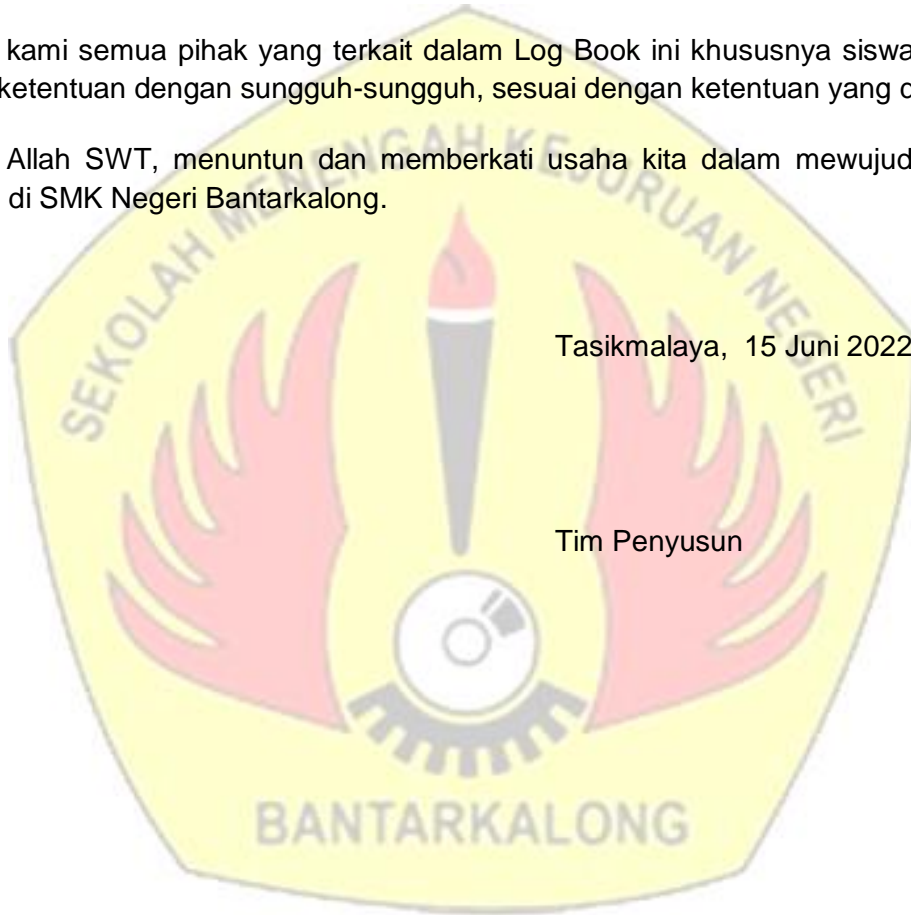 kami semua pihak yang terkait dalam Log Book ini khususnya siswa
ketentuan dengan sungguh-sungguh, sesuai dengan ketentuan yang
Allah SWT, menuntun dan memberkati usaha kita dalam mewujud
di SMK Negeri Bantarkalong.
SEKOLAH MENENGAH KEJURUAN NEGERI
Tasikmalaya, 15 Juni 2022
Tim Penyusun
BANTARKALONG